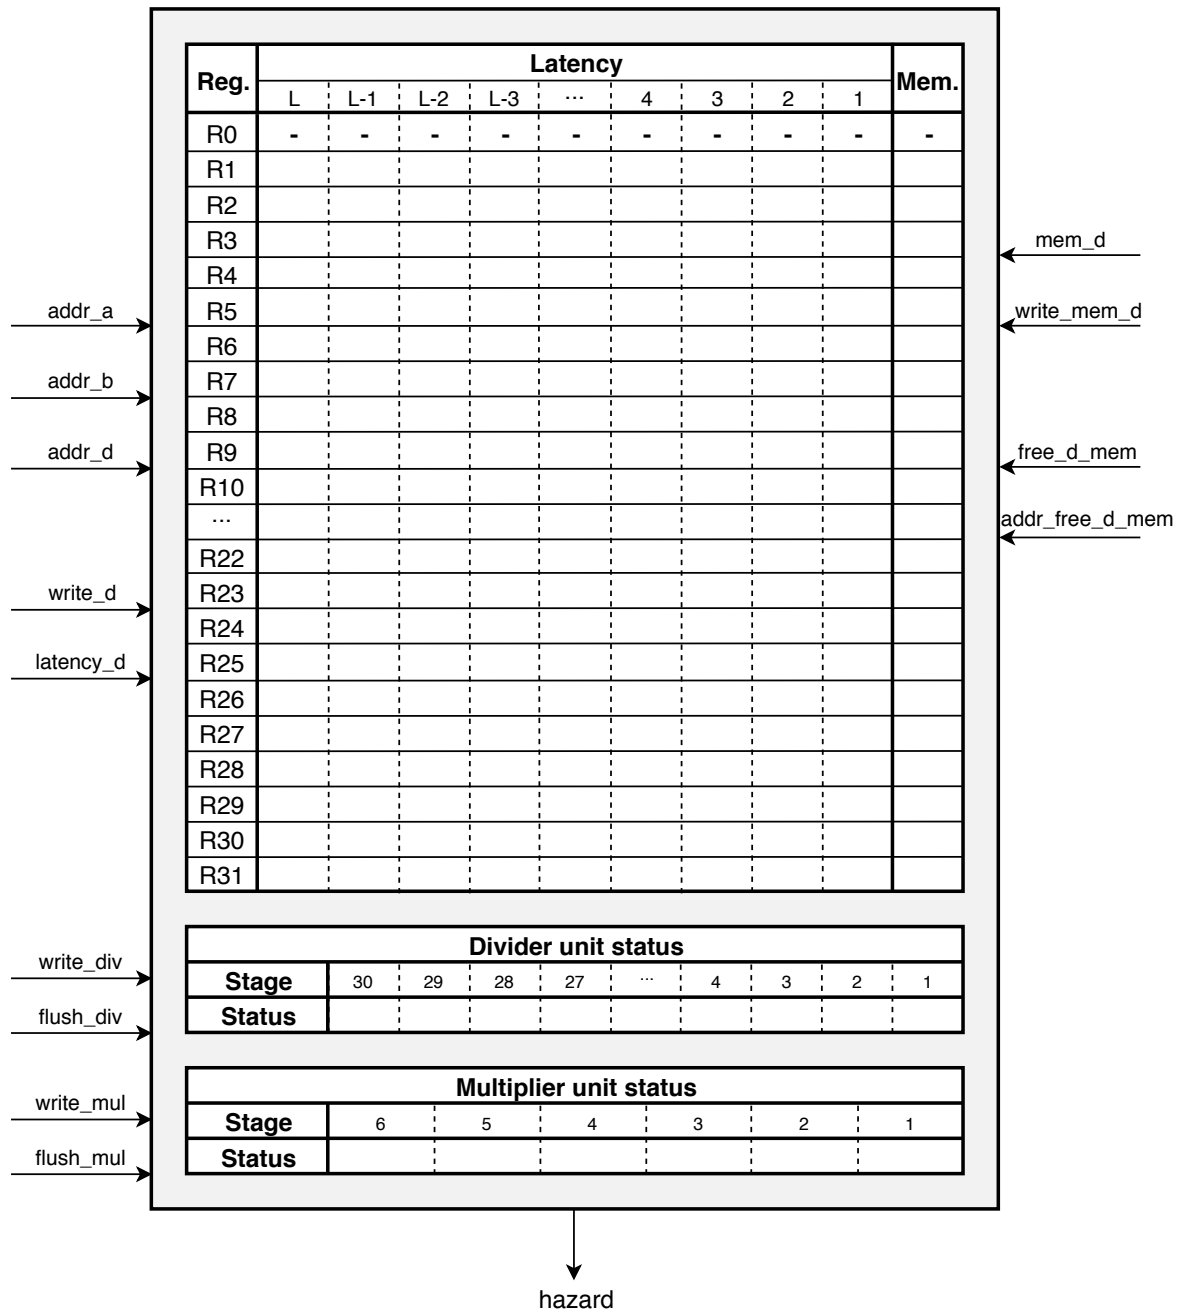 Reg. Latency Mem.
L L-1 L-2 L-3 ... 4 3 2 1
R0 - - - - - - - - - -
R1
R2
R3
mem_d
R4
addr_a R5 write_mem_d
R6
addr_b R7
R8
addr_d R9 free_d_mem
R10
... addr_free_d_mem
R22
write_d R23
R24
latency_d R25
R26
R27
R28
R29
R30
R31
Divider unit status
write_div
Stage 30 29 28 27 ... 4 3 2 1
flush_div Status
Multiplier unit status
write_mul
Stage 6 5 4 3 2 1
flush_mul Status
hazard